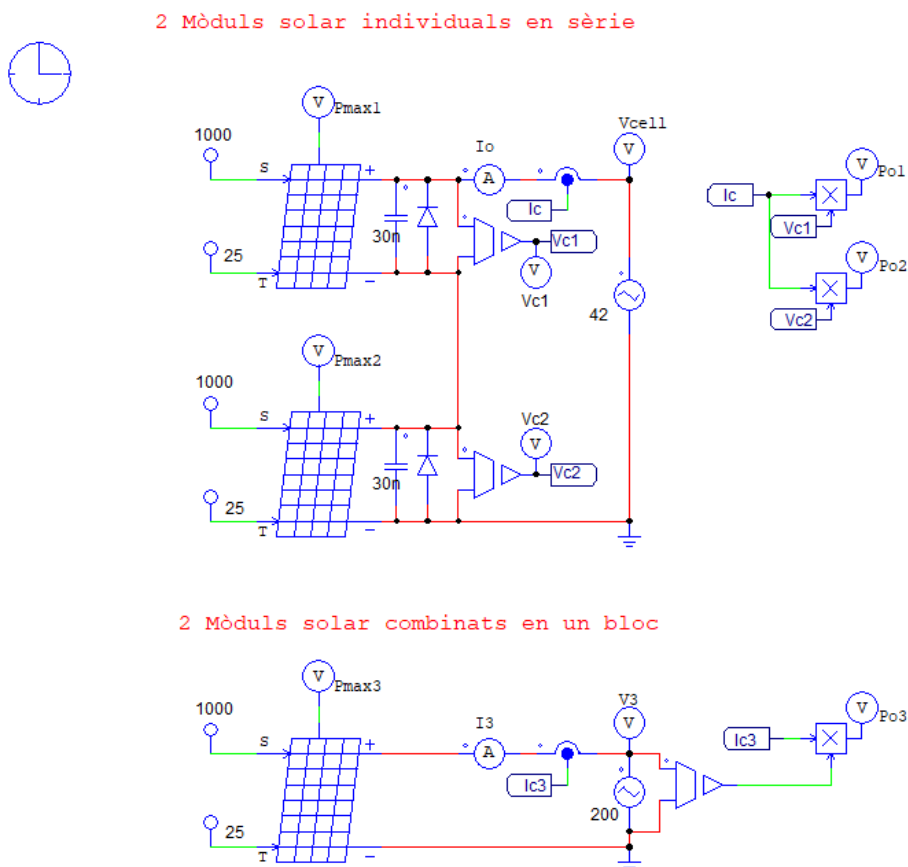 2 Mòduls solar individuals en sèrie
V Pmax1
1000
S
+
Io
A
Vcell
V
Ic
30n
Vc1
V
Vc1
25
T
−
42
Ic
V Po1
Vc1
V Po2
Vc2
V Pmax2
1000
S
+
30n
Vc2
V
Vc2
25
T
−
2 Mòduls solar combinats en un bloc
V Pmax3
1000
S
+
I3
A
V3
V
Ic3
Ic3
V Po3
200
25
T
−